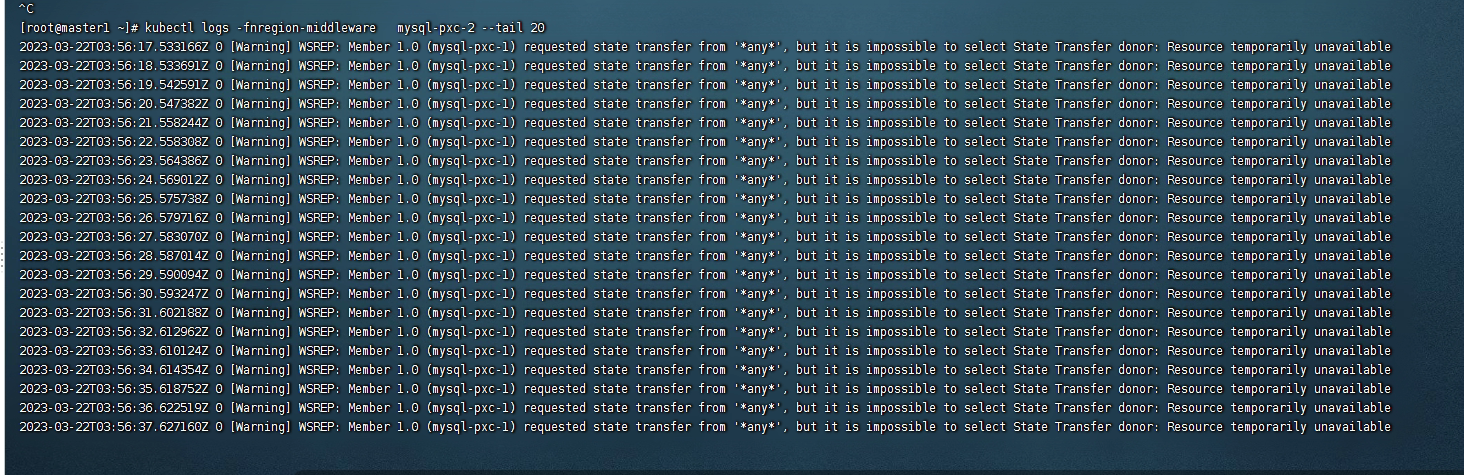 ^C
[root@master1 ~]# kubectl logs -fnregion-middleware   mysql-pxc-2 --tail 20
2023-03-22T03:56:17.533166Z 0 [Warning] WSREP: Member 1.0 (mysql-pxc-1) requested state transfer from '*any*', but it is impossible to select State Transfer donor: Resource temporarily unavailable
2023-03-22T03:56:18.533691Z 0 [Warning] WSREP: Member 1.0 (mysql-pxc-1) requested state transfer from '*any*', but it is impossible to select State Transfer donor: Resource temporarily unavailable
2023-03-22T03:56:19.542591Z 0 [Warning] WSREP: Member 1.0 (mysql-pxc-1) requested state transfer from '*any*', but it is impossible to select State Transfer donor: Resource temporarily unavailable
2023-03-22T03:56:20.547382Z 0 [Warning] WSREP: Member 1.0 (mysql-pxc-1) requested state transfer from '*any*', but it is impossible to select State Transfer donor: Resource temporarily unavailable
2023-03-22T03:56:21.558244Z 0 [Warning] WSREP: Member 1.0 (mysql-pxc-1) requested state transfer from '*any*', but it is impossible to select State Transfer donor: Resource temporarily unavailable
2023-03-22T03:56:22.558308Z 0 [Warning] WSREP: Member 1.0 (mysql-pxc-1) requested state transfer from '*any*', but it is impossible to select State Transfer donor: Resource temporarily unavailable
2023-03-22T03:56:23.564386Z 0 [Warning] WSREP: Member 1.0 (mysql-pxc-1) requested state transfer from '*any*', but it is impossible to select State Transfer donor: Resource temporarily unavailable
2023-03-22T03:56:24.569012Z 0 [Warning] WSREP: Member 1.0 (mysql-pxc-1) requested state transfer from '*any*', but it is impossible to select State Transfer donor: Resource temporarily unavailable
2023-03-22T03:56:25.575738Z 0 [Warning] WSREP: Member 1.0 (mysql-pxc-1) requested state transfer from '*any*', but it is impossible to select State Transfer donor: Resource temporarily unavailable
2023-03-22T03:56:26.579716Z 0 [Warning] WSREP: Member 1.0 (mysql-pxc-1) requested state transfer from '*any*', but it is impossible to select State Transfer donor: Resource temporarily unavailable
2023-03-22T03:56:27.583070Z 0 [Warning] WSREP: Member 1.0 (mysql-pxc-1) requested state transfer from '*any*', but it is impossible to select State Transfer donor: Resource temporarily unavailable
2023-03-22T03:56:28.587014Z 0 [Warning] WSREP: Member 1.0 (mysql-pxc-1) requested state transfer from '*any*', but it is impossible to select State Transfer donor: Resource temporarily unavailable
2023-03-22T03:56:29.590094Z 0 [Warning] WSREP: Member 1.0 (mysql-pxc-1) requested state transfer from '*any*', but it is impossible to select State Transfer donor: Resource temporarily unavailable
2023-03-22T03:56:30.593247Z 0 [Warning] WSREP: Member 1.0 (mysql-pxc-1) requested state transfer from '*any*', but it is impossible to select State Transfer donor: Resource temporarily unavailable
2023-03-22T03:56:31.602188Z 0 [Warning] WSREP: Member 1.0 (mysql-pxc-1) requested state transfer from '*any*', but it is impossible to select State Transfer donor: Resource temporarily unavailable
2023-03-22T03:56:32.612962Z 0 [Warning] WSREP: Member 1.0 (mysql-pxc-1) requested state transfer from '*any*', but it is impossible to select State Transfer donor: Resource temporarily unavailable
2023-03-22T03:56:33.610124Z 0 [Warning] WSREP: Member 1.0 (mysql-pxc-1) requested state transfer from '*any*', but it is impossible to select State Transfer donor: Resource temporarily unavailable
2023-03-22T03:56:34.614354Z 0 [Warning] WSREP: Member 1.0 (mysql-pxc-1) requested state transfer from '*any*', but it is impossible to select State Transfer donor: Resource temporarily unavailable
2023-03-22T03:56:35.618752Z 0 [Warning] WSREP: Member 1.0 (mysql-pxc-1) requested state transfer from '*any*', but it is impossible to select State Transfer donor: Resource temporarily unavailable
2023-03-22T03:56:36.622519Z 0 [Warning] WSREP: Member 1.0 (mysql-pxc-1) requested state transfer from '*any*', but it is impossible to select State Transfer donor: Resource temporarily unavailable
2023-03-22T03:56:37.627160Z 0 [Warning] WSREP: Member 1.0 (mysql-pxc-1) requested state transfer from '*any*', but it is impossible to select State Transfer donor: Resource temporarily unavailable